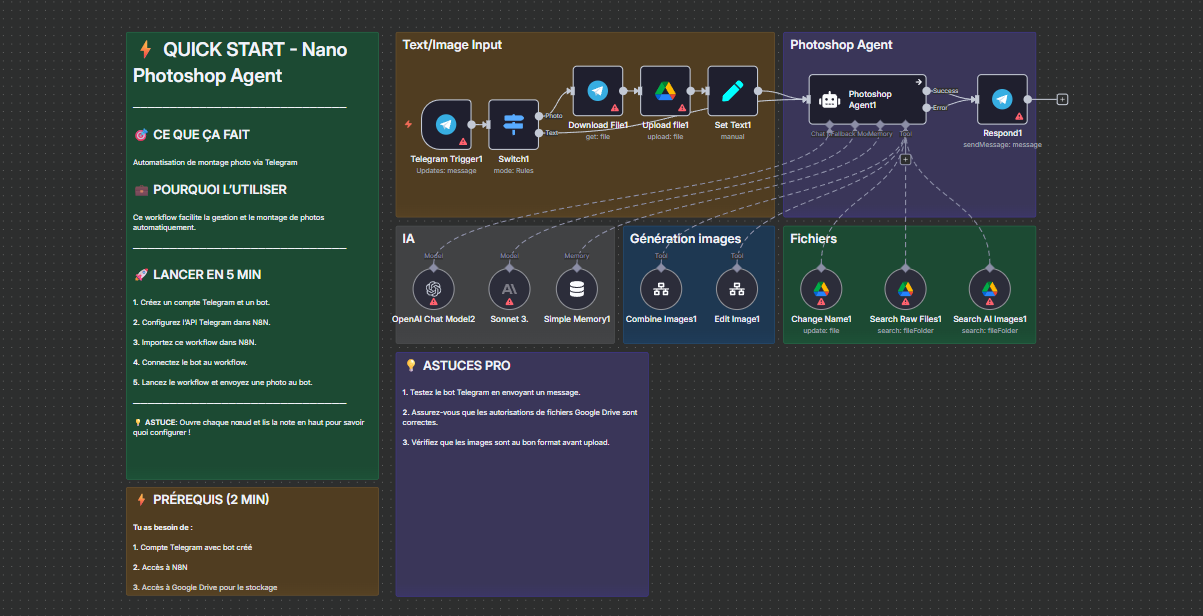 ⚡ QUICK START - Nano
Photoshop Agent
🎯 CE QUE ÇA FAIT
Automatisation de montage photo via Telegram
💼 POURQUOI L'UTILISER
Ce workflow facilite la gestion et le montage de photos
automatiquement.
🚀 LANCER EN 5 MIN
1. Créez un compte Telegram et un bot.
2. Configurez l'API Telegram dans N8N.
3. Importez ce workflow dans N8N.
4. Connectez le bot au workflow.
5. Lancez le workflow et envoyez une photo au bot.
💡 ASTUCE: Ouvre chaque nœud et lis la note en haut pour savoir
quoi configurer !
⚡ PRÉREQUIS (2 MIN)
Tu as besoin de :
1. Compte Telegram avec bot créé
2. Accès à N8N
3. Accès à Google Drive pour le stockage
Text/Image Input
Telegram Trigger1
Updates: message
Switch1
mode: Rules
Photo
Text
Download File1
get: file
Upload file1
upload: file
Set Text1
manual
Photoshop Agent
Photoshop
Agent1
Success
Error
Chat
Fallback Mo
Memory
Tool
Respond1
sendMessage: message
IA
Model
OpenAI Chat Model2
Model
Sonnet 3.
Memory
Simple Memory1
Génération images
Tool
Combine Images1
Tool
Edit Image1
Fichiers
Change Name1
update: file
Search Raw Files1
search: fileFolder
Search AI Images1
search: fileFolder
💡 ASTUCES PRO
1. Testez le bot Telegram en envoyant un message.
2. Assurez-vous que les autorisations de fichiers Google Drive sont
correctes.
3. Vérifiez que les images sont au bon format avant upload.